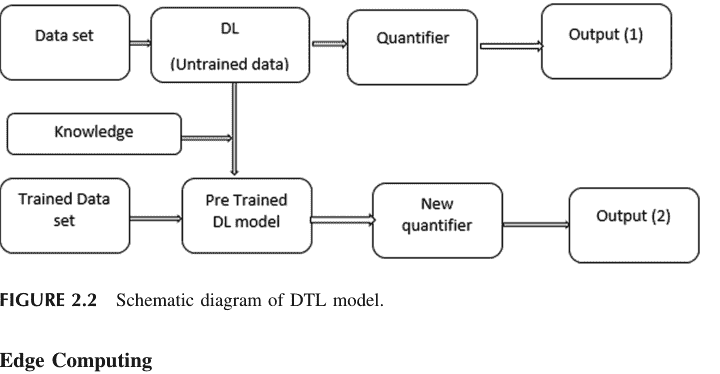 Data set
DL
(Untrained data)
Quantifier
Output (1)
Knowledge
Trained Data
set
Pre Trained
DL model
New
quantifier
Output (2)
FIGURE 2.2 Schematic diagram of DTL model.
Edge Computing